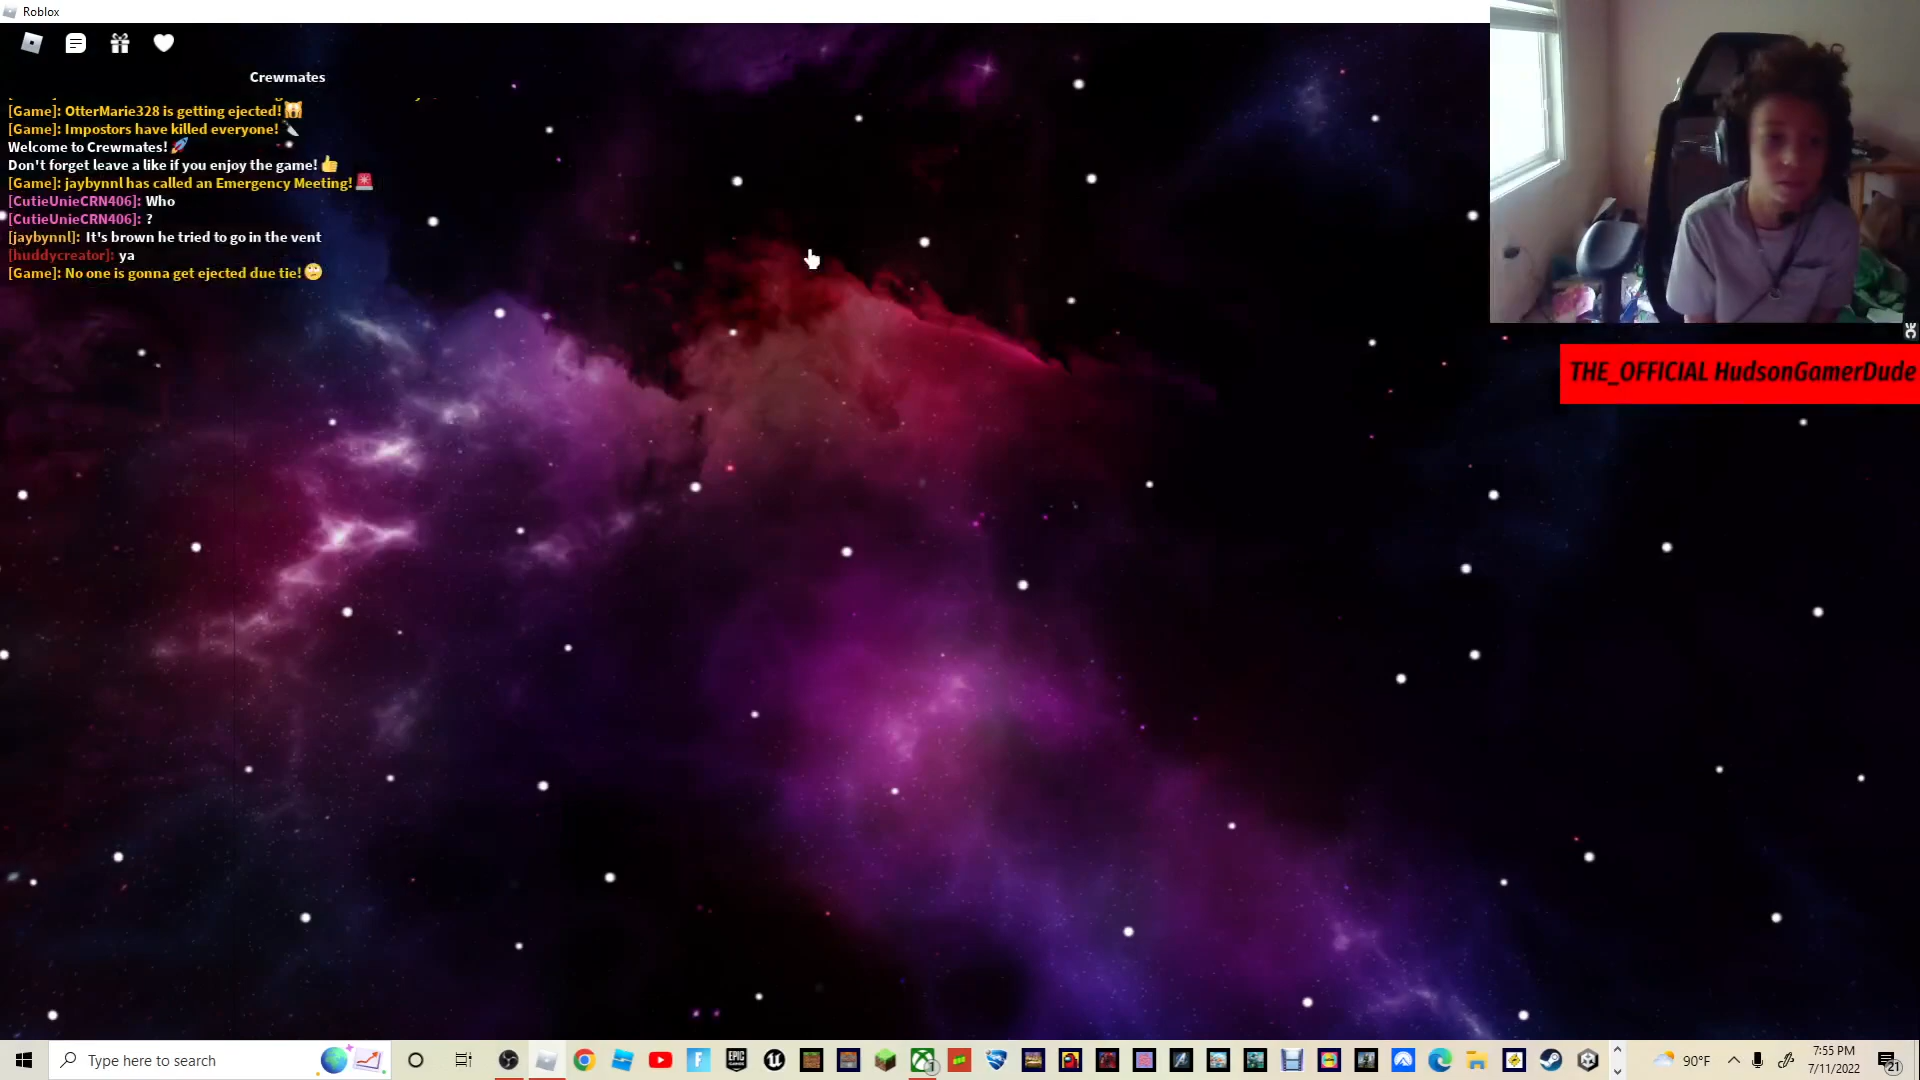 Roblox
Crewmates
[Game]: OtterMarie328 is getting ejected!🙀
[Game]: Impostors have killed everyone!🔪
Welcome to Crewmates!🚀
Don't forget leave a like if you enjoy the game!👍
[Game]: jaybynnl has called an Emergency Meeting!🚨
[CutieUnieCRN406]: Who
[CutieUnieCRN406]: ?
[jaybynnl]: It's brown he tried to go in the vent
[huddycreator]: ya
[Game]: No one is gonna get ejected due tie!🙄
THE_OFFICIAL HudsonGamerDude
Type here to search
EPIC GAMES
90°F
7:55 PM
7/11/2022
21